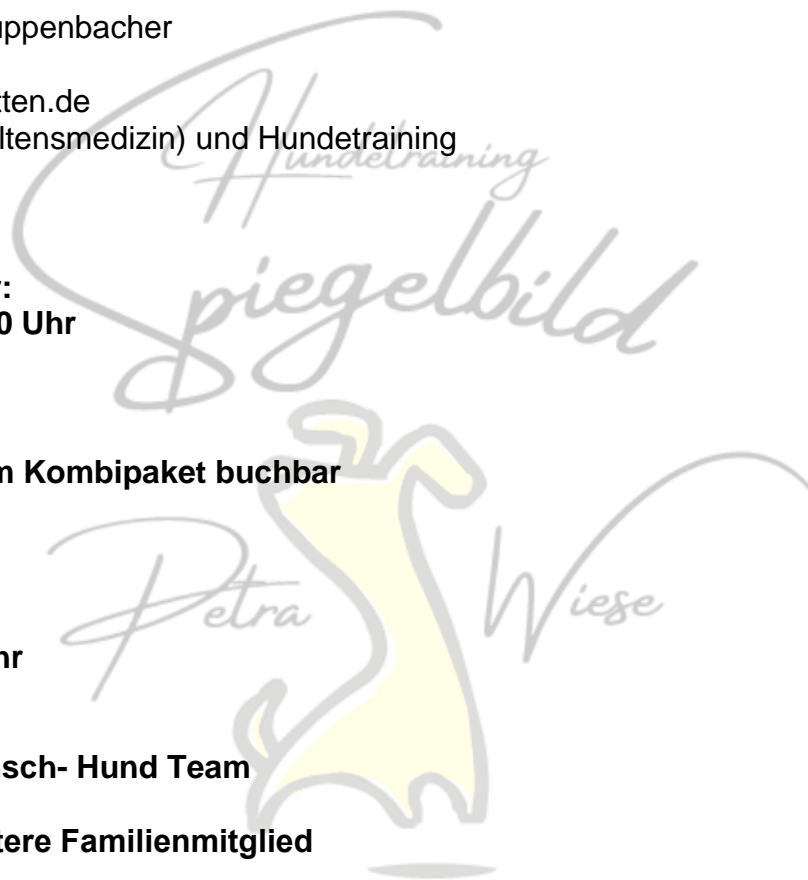 uppenbacher
tten.de
ltensmedizin) und Hundetraining
Hundetraining
Spiegelbild
:
0 Uhr
m Kombipaket buchbar
Petra Wiese
hr
sch- Hund Team
tere Familienmitglied